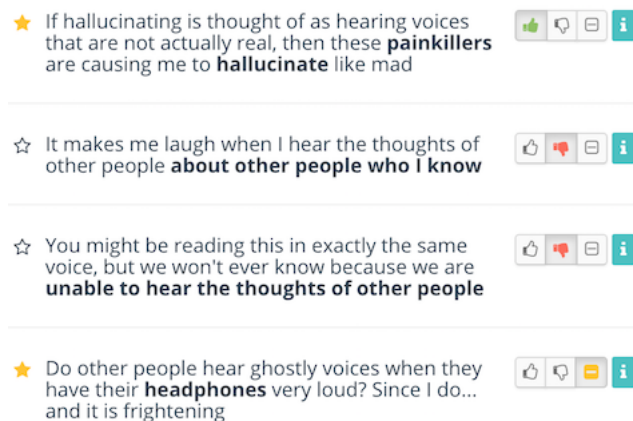 If hallucinating is thought of as hearing voices
that are not actually real, then these painkillers
are causing me to hallucinate like mad
It makes me laugh when I hear the thoughts of
other people about other people who I know
You might be reading this in exactly the same
voice, but we won't ever know because we are
unable to hear the thoughts of other people
Do other people hear ghostly voices when they
have their headphones very loud? Since I do...
and it is frightening